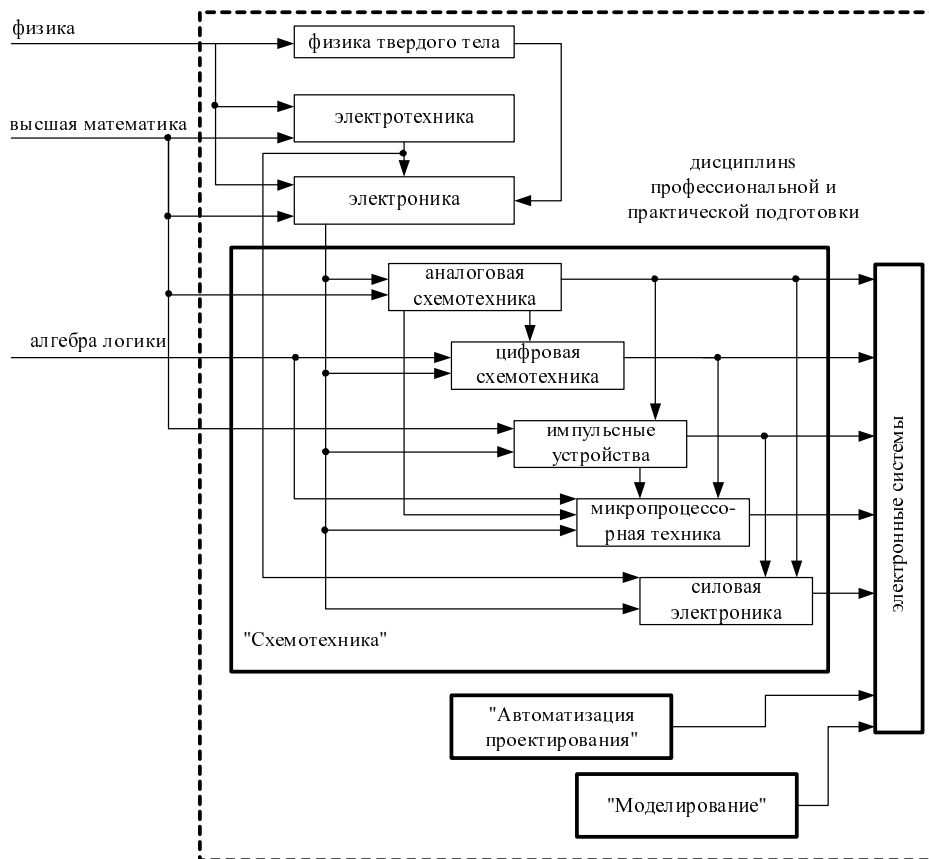 физика
физика твердого тела
высшая математика
электротехника
дисциплинs
профессиональной и
практической подготовки
электроника
аналоговая
схемотехника
алгебра логики
цифровая
схемотехника
импульсные
устройства
микропроцессо-
рная техника
силовая
электроника
"Схемотехника"
электронные системы
"Автоматизация
проектирования"
"Моделирование"